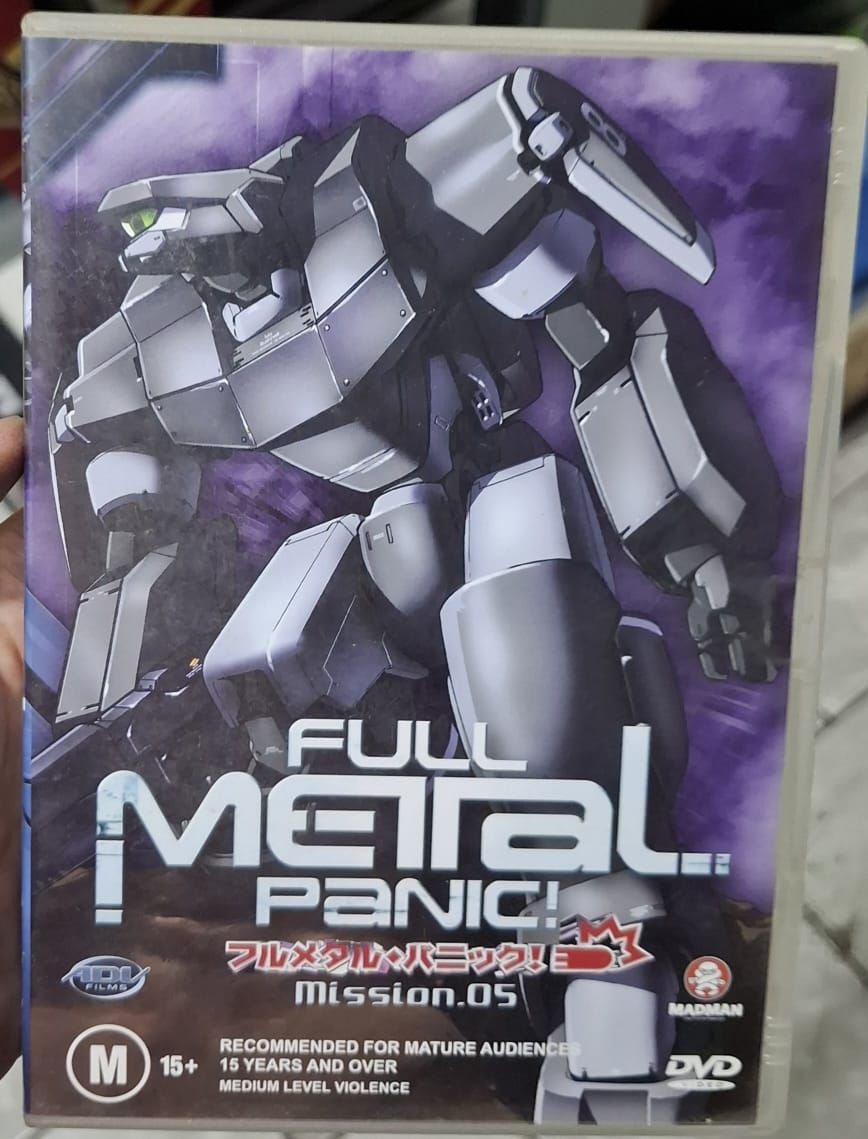 FULL
METAL
PANIC!
フルメタル・パニック!
Mission.05
ADV
FILMS
MADMAN
M 15+
RECOMMENDED FOR MATURE AUDIENCES
15 YEARS AND OVER
MEDIUM LEVEL VIOLENCE
DVD
VIDEO